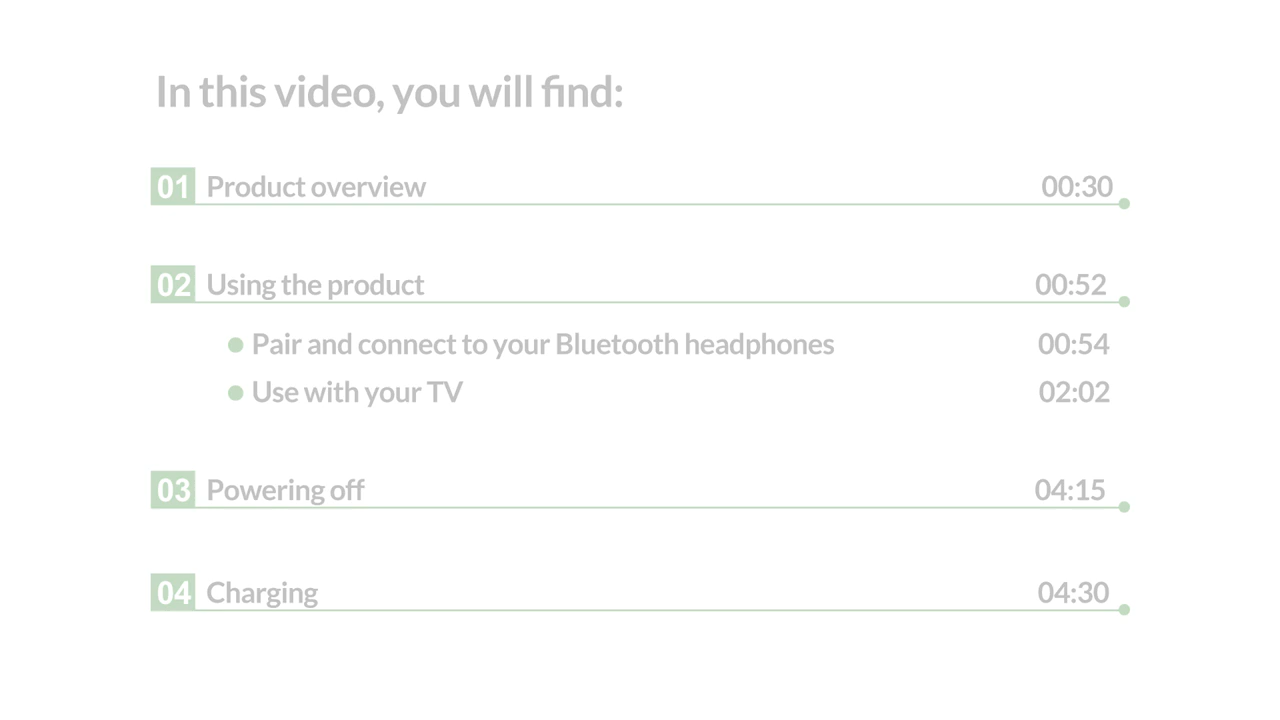 In this video, you will find:
01 Product overview 00:30
02 Using the product 00:52
Pair and connect to your Bluetooth headphones 00:54
Use with your TV 02:02
03 Powering off 04:15
04 Charging 04:30